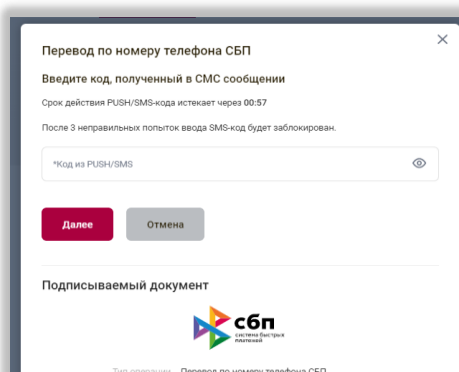 Перевод по номеру телефона СБП
Введите код, полученный в СМС сообщении
Срок действия PUSH/SMS-кода истекает через 00:57
После 3 неправильных попыток ввода SMS-код будет заблокирован.
*Код из PUSH/SMS
Далее Отмена
Подписываемый документ
сбп
система быстрых
платежей
Тип операции Перевод по номеру телефона СБП